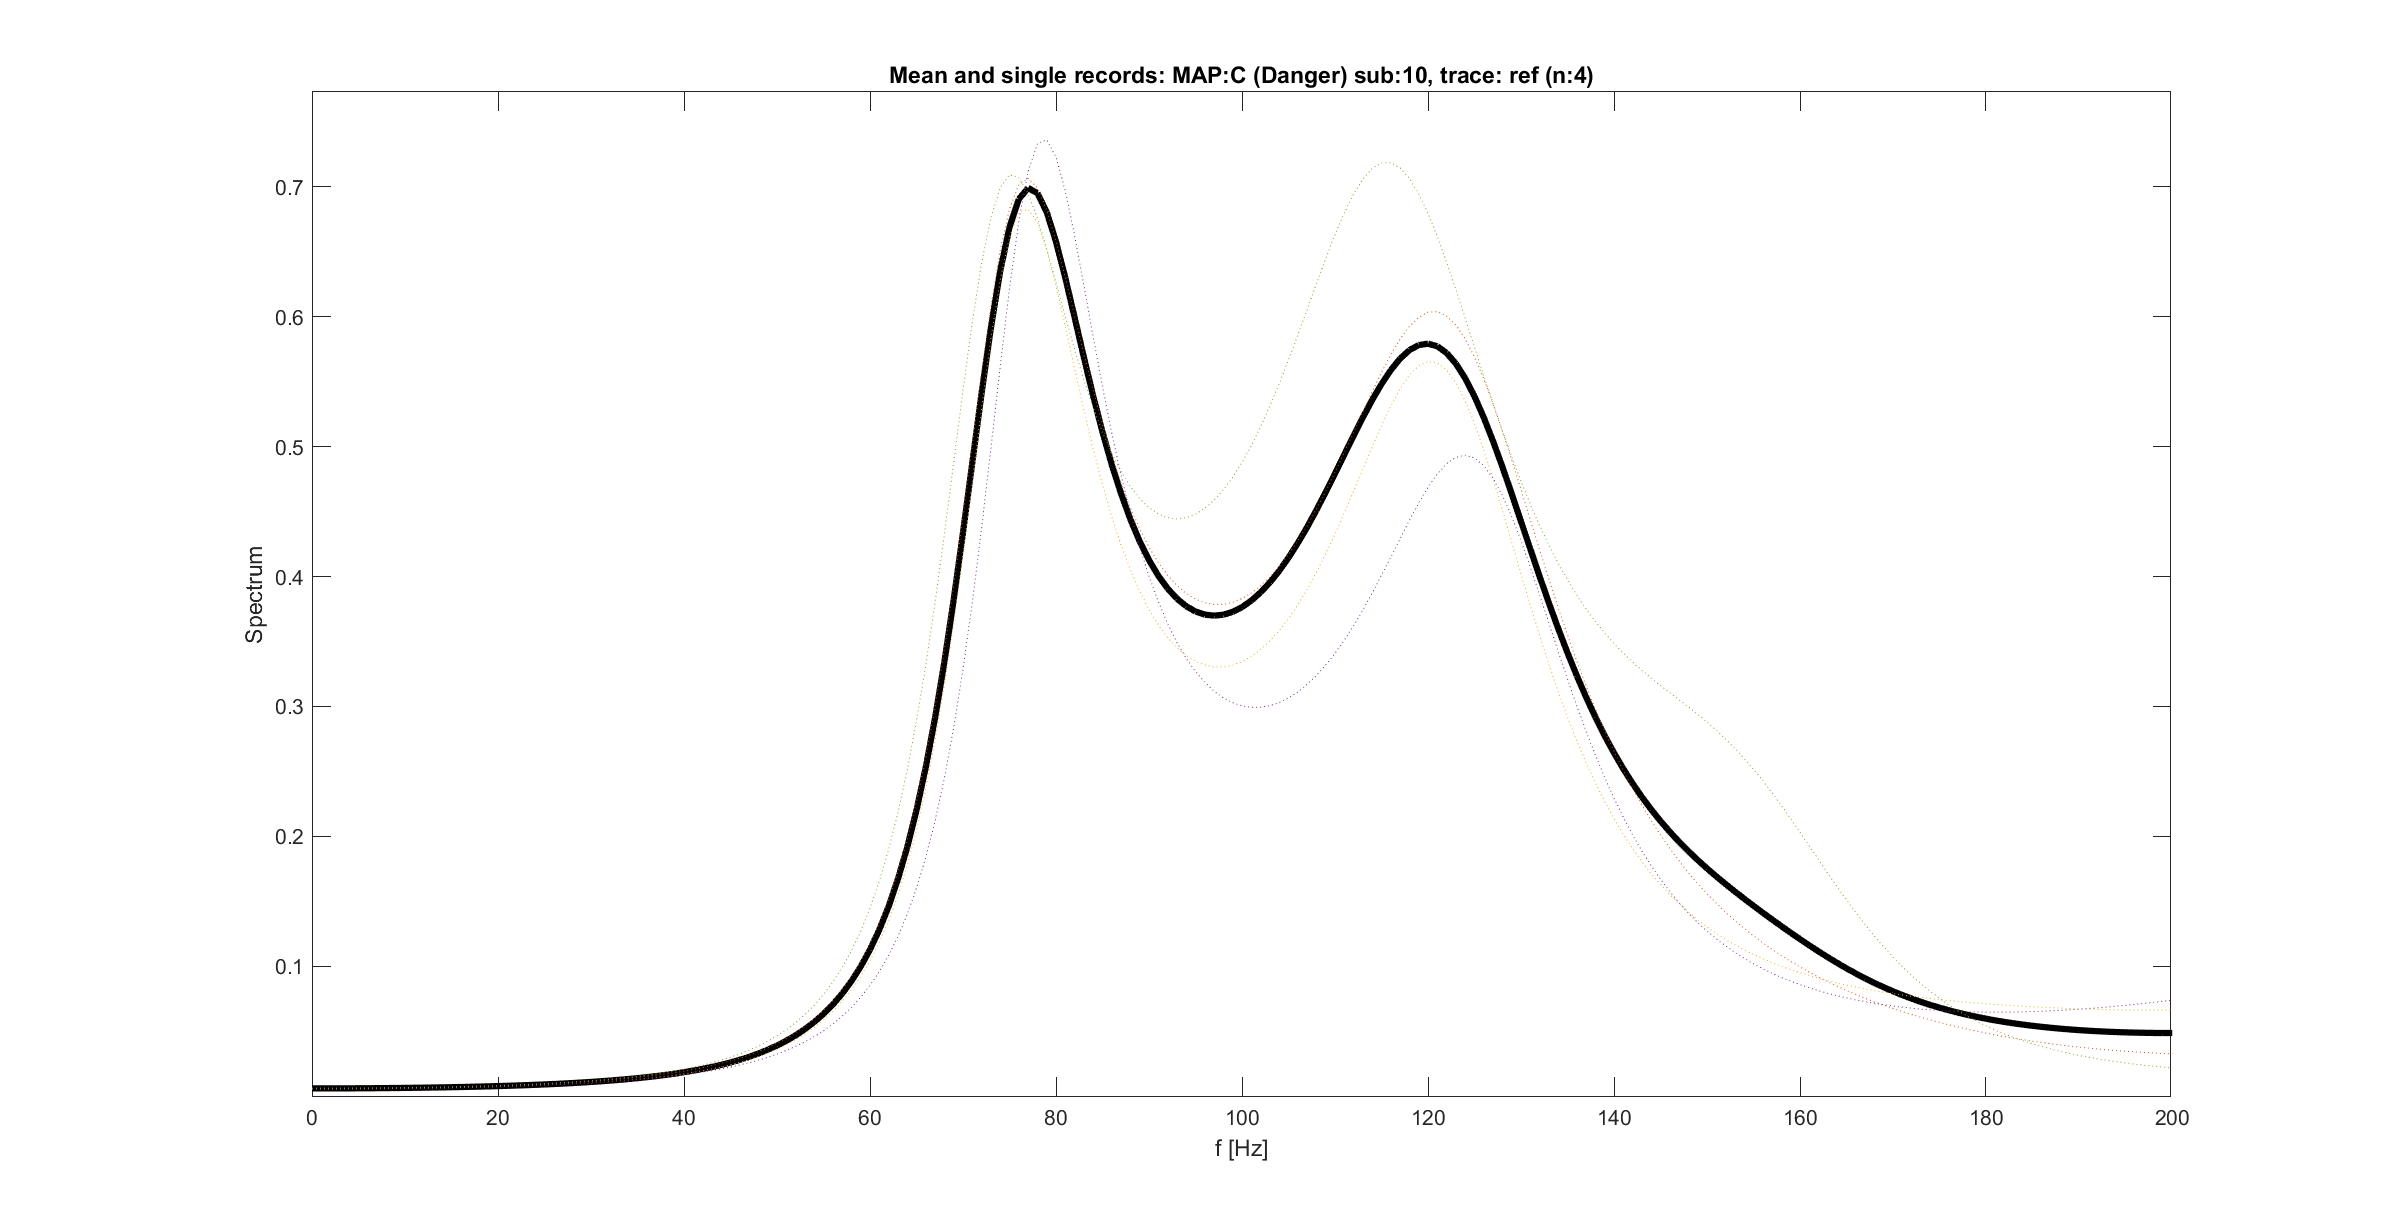 Mean and single records: MAP:C (Danger) sub:10, trace: ref (n:4)
0.7
0.6
0.5
0.4
0.3
0.2
0.1
Spectrum
0 20 40 60 80 100 120 140 160 180 200
f [Hz]